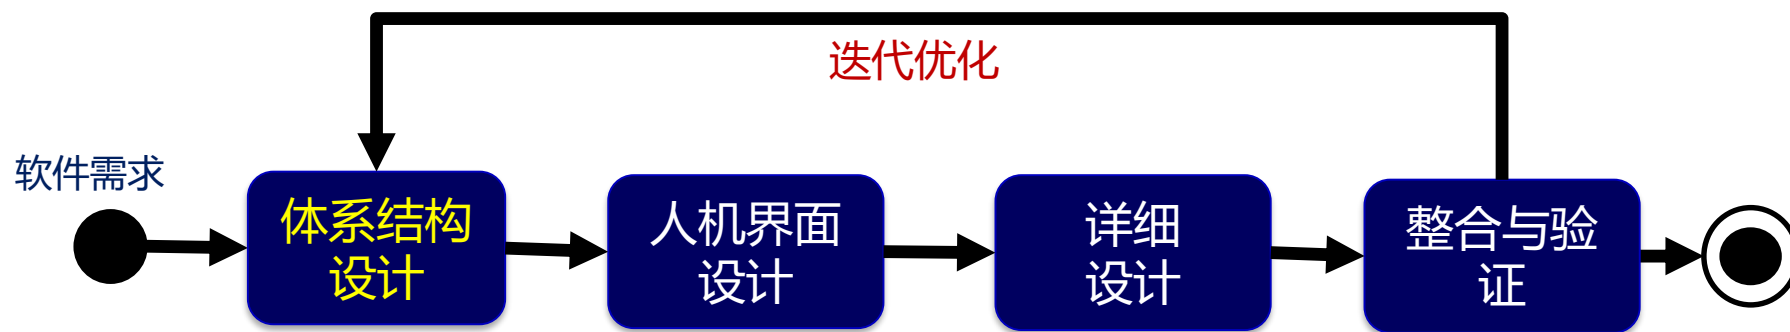 迭代优化
软件需求
体系结构
设计
人机界面
设计
详细
设计
整合与验
证